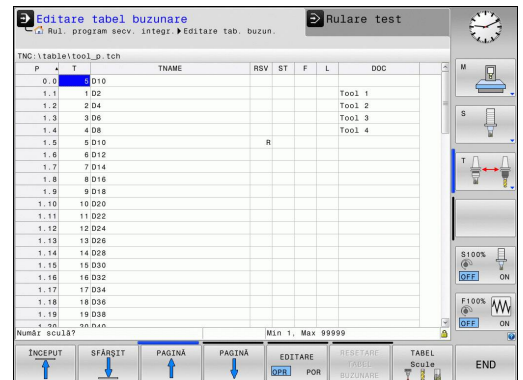 Editare tabel buzunare
Rul. program secv. integr. Editare tab. buzun.
Rulare test
TNC:\table\tool_p.tch
P T TNAME RSV ST F L DOC
0.0 5 D10
1.1 1 D2 Tool 1
1.2 2 D4 Tool 2
1.3 3 D6 Tool 3
1.4 4 D8 Tool 4
1.5 5 D10 R
1.6 6 D12
1.7 7 D14
1.8 8 D16
1.9 9 D18
1.10 10 D20
1.11 11 D22
1.12 12 D24
1.13 13 D26
1.14 14 D28
1.15 15 D30
1.16 16 D32
1.17 17 D34
1.18 18 D36
1.19 19 D38
1.20 20 D40
Număr sculă? Min 1, Max 99999
M
S
T
S100%
OFF ON
F100%
OFF ON
ÎNCEPUT
SFÂRŞIT
PAGINĂ
PAGINĂ
EDITARE
OPR POR
RESETARE
TABEL
BUZUNARE
TABEL
Scule
END